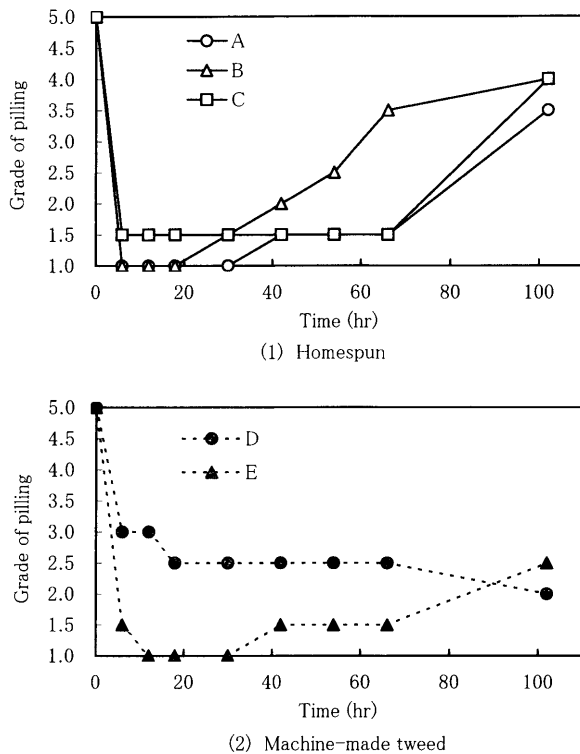 5.0
4.5
4.0
3.5
3.0
2.5
2.0
1.5
1.0
Grade of pilling
A
B
C
0 20 40 60 80 100
Time (hr)
(1) Homespun
5.0
4.5
4.0
3.5
3.0
2.5
2.0
1.5
1.0
Grade of pilling
D
E
0 20 40 60 80 100
Time (hr)
(2) Machine-made tweed